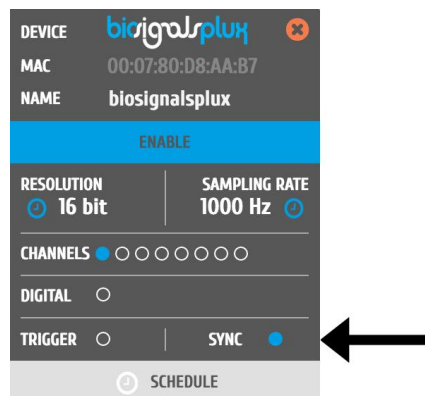 DEVICE biosignalsplux
MAC 00:07:80:D8:AA:B7
NAME biosignalsplux
ENABLE
RESOLUTION SAMPLING RATE
16 bit 1000 Hz
CHANNELS
DIGITAL
TRIGGER SYNC
SCHEDULE